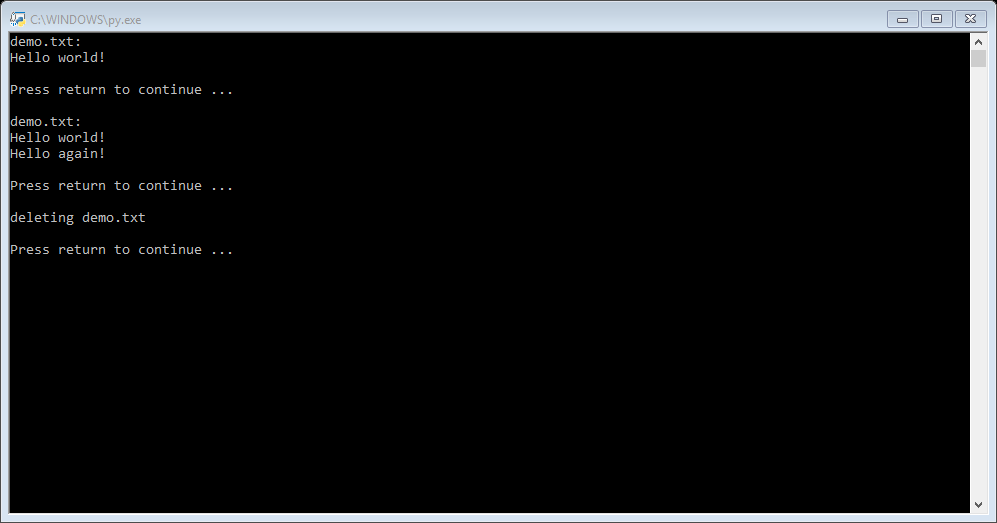 C:\WINDOWS\py.exe
demo.txt:
Hello world!
Press return to continue ...
demo.txt:
Hello world!
Hello again!
Press return to continue ...
deleting demo.txt
Press return to continue ...